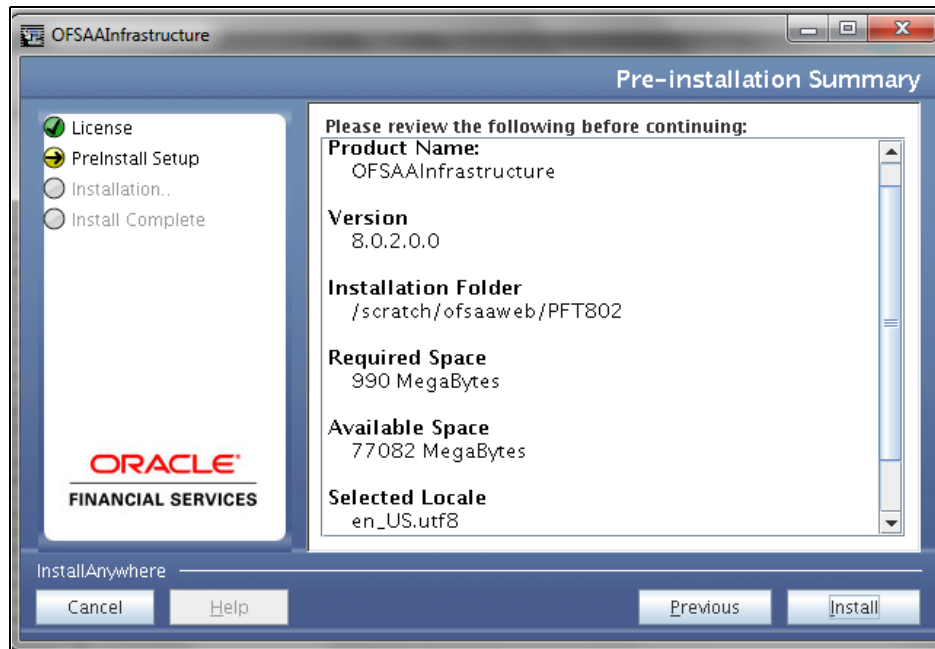 OFSAAInfrastructure
Pre-installation Summary
License
PreInstall Setup
Installation..
Install Complete
ORACLE
FINANCIAL SERVICES
Please review the following before continuing:
Product Name:
OFSAAInfrastructure
Version
8.0.2.0.0
Installation Folder
/scratch/ofsaaweb/PFT802
Required Space
990 MegaBytes
Available Space
77082 MegaBytes
Selected Locale
en_US.utf8
InstallAnywhere
Cancel
Help
Previous
Install